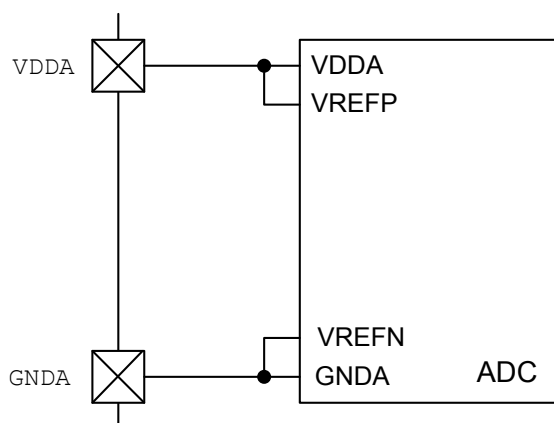 VDDA
VDDA
VREFP
VREFN
GNDA
GNDA
ADC